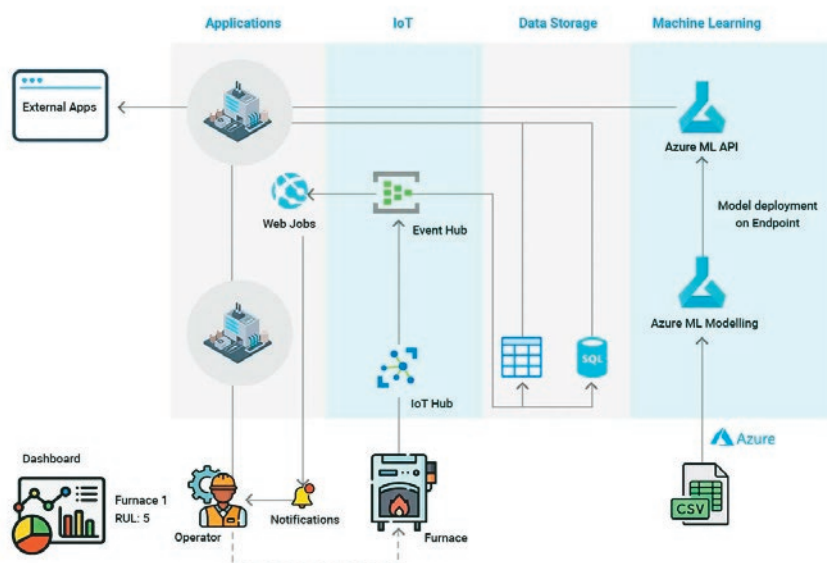 Applications
IoT
Data Storage
Machine Learning
External Apps
Azure ML API
Web Jobs
Event Hub
Model deployment
on Endpoint
Azure ML Modelling
SQL
IoT Hub
Azure
Dashboard
Furnace 1
RUL: 5
CSV
Operator
Notifications
Furnace